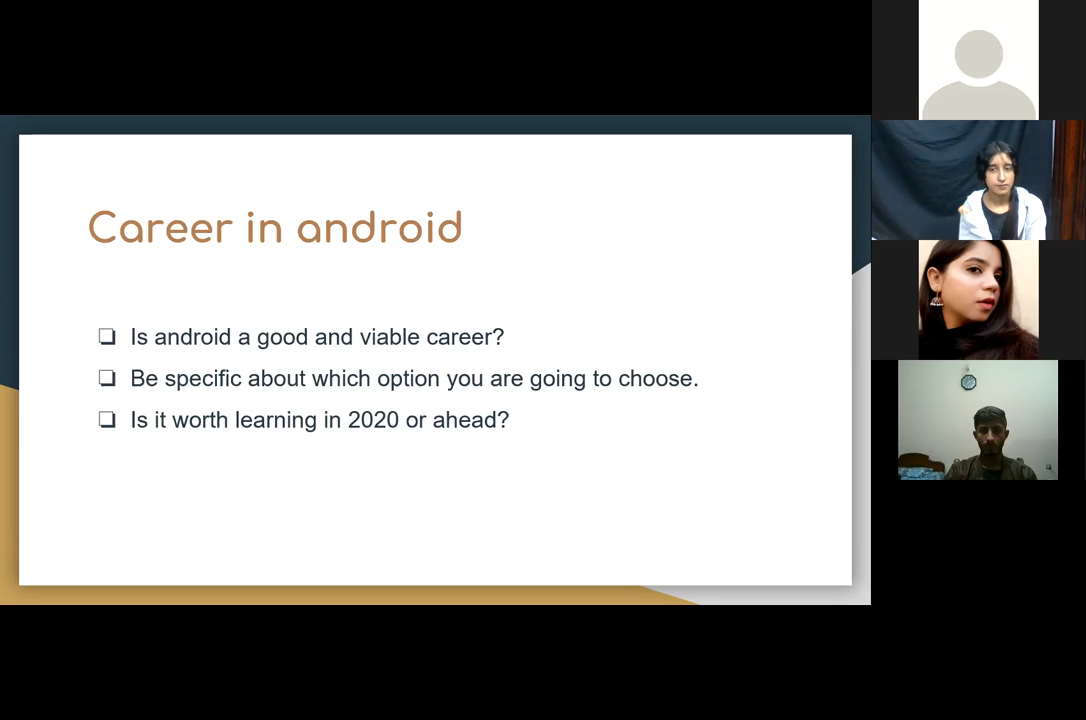 Career in android
❏ Is android a good and viable career?
❏ Be specific about which option you are going to choose.
❏ Is it worth learning in 2020 or ahead?